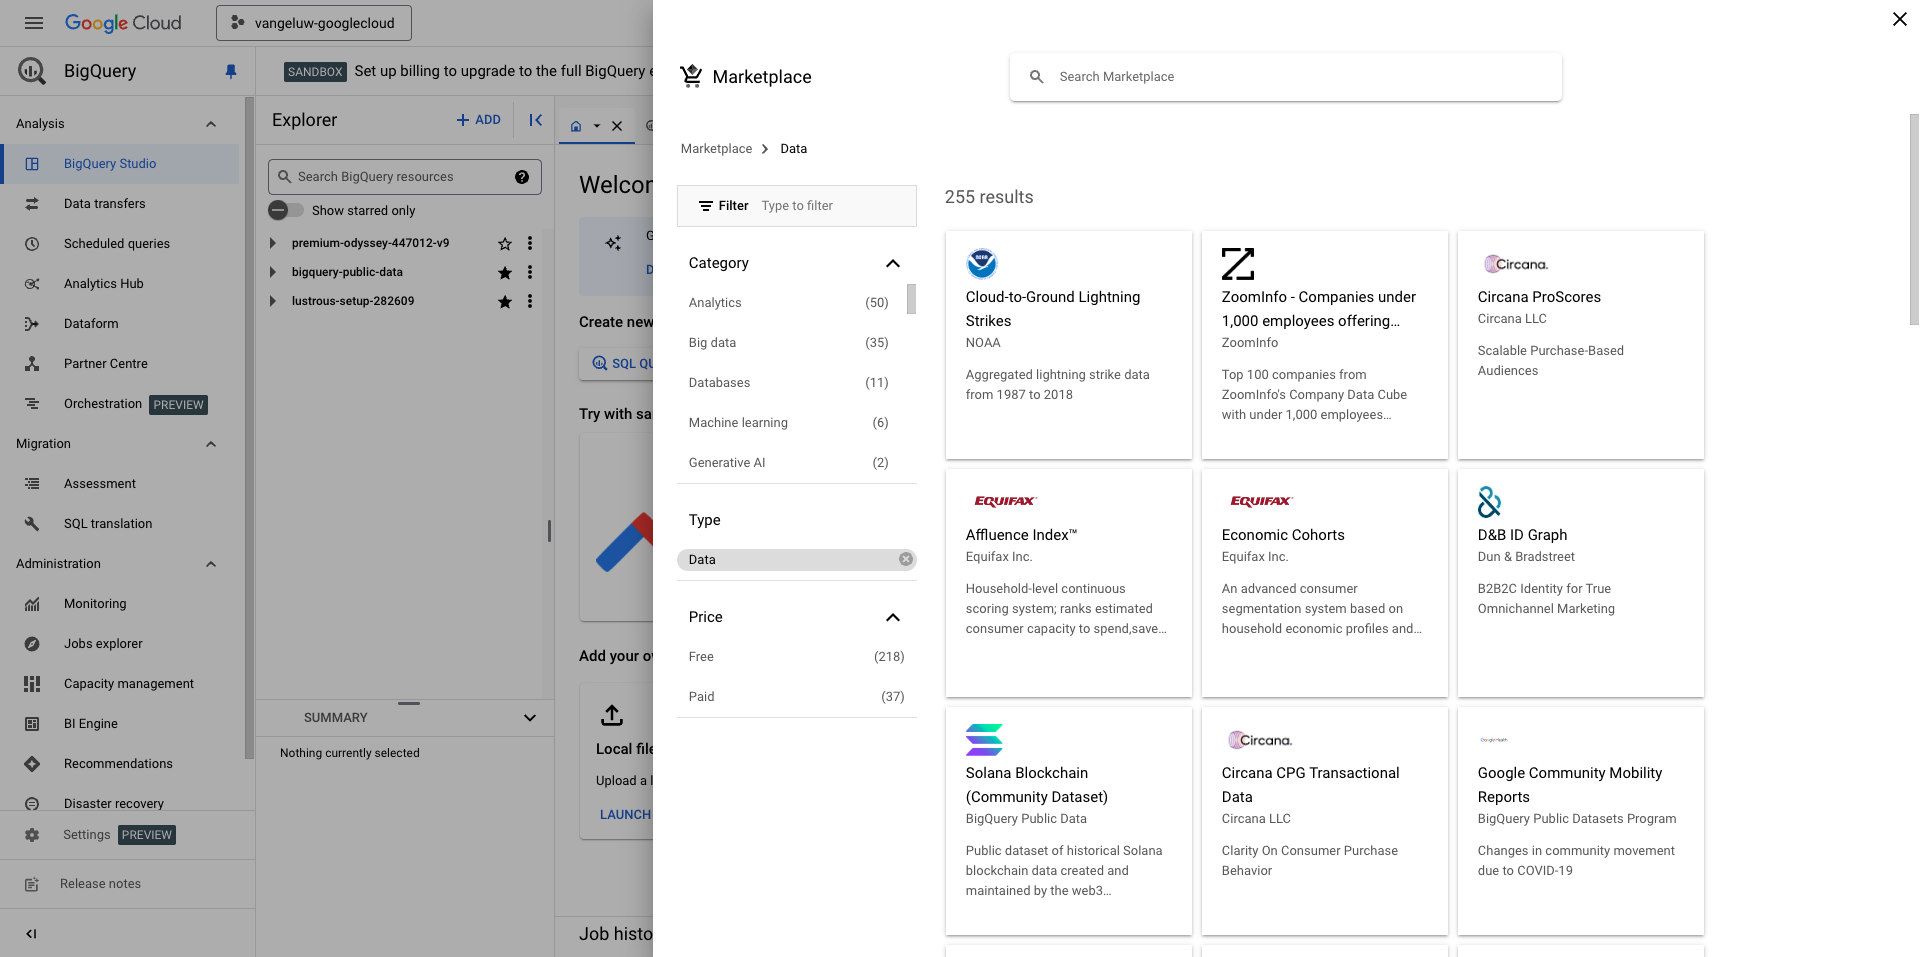 Google Cloud
vangeluw-googlecloud
BigQuery
SANDBOX Set up billing to upgrade to the full BigQuery e
Analysis
BigQuery Studio
Data transfers
Scheduled queries
Analytics Hub
Dataform
Partner Centre
Orchestration PREVIEW
Migration
Assessment
SQL translation
Administration
Monitoring
Jobs explorer
Capacity management
BI Engine
Recommendations
Disaster recovery
Settings PREVIEW
Release notes
Explorer
ADD
Search BigQuery resources
Show starred only
premium-odyssey-447012-v9
bigquery-public-data
lustrous-setup-282609
SUMMARY
Nothing currently selected
Welcom
G
D
Create new
SQL QU
Try with sa
Add your ow
Local file
Upload a l
LAUNCH
Job histo
Marketplace
Search Marketplace
Marketplace > Data
Filter Type to filter
Category
Analytics (50)
Big data (35)
Databases (11)
Machine learning (6)
Generative AI (2)
Type
Data
Price
Free (218)
Paid (37)
255 results
NOAA
Cloud-to-Ground Lightning
Strikes
NOAA
Aggregated lightning strike data
from 1987 to 2018
ZoomInfo - Companies under
1,000 employees offering...
ZoomInfo
Top 100 companies from
ZoomInfo's Company Data Cube
with under 1,000 employees...
Circana.
Circana ProScores
Circana LLC
Scalable Purchase-Based
Audiences
EQUIFAX
Affluence Index™
Equifax Inc.
Household-level continuous
scoring system; ranks estimated
consumer capacity to spend,save...
EQUIFAX
Economic Cohorts
Equifax Inc.
An advanced consumer
segmentation system based on
household economic profiles and...
D&B ID Graph
Dun & Bradstreet
B2B2C Identity for True
Omnichannel Marketing
Solana Blockchain
(Community Dataset)
BigQuery Public Data
Public dataset of historical Solana
blockchain data created and
maintained by the web3...
Circana.
Circana CPG Transactional
Data
Circana LLC
Clarity On Consumer Purchase
Behavior
Google Health
Google Community Mobility
Reports
BigQuery Public Datasets Program
Changes in community movement
due to COVID-19